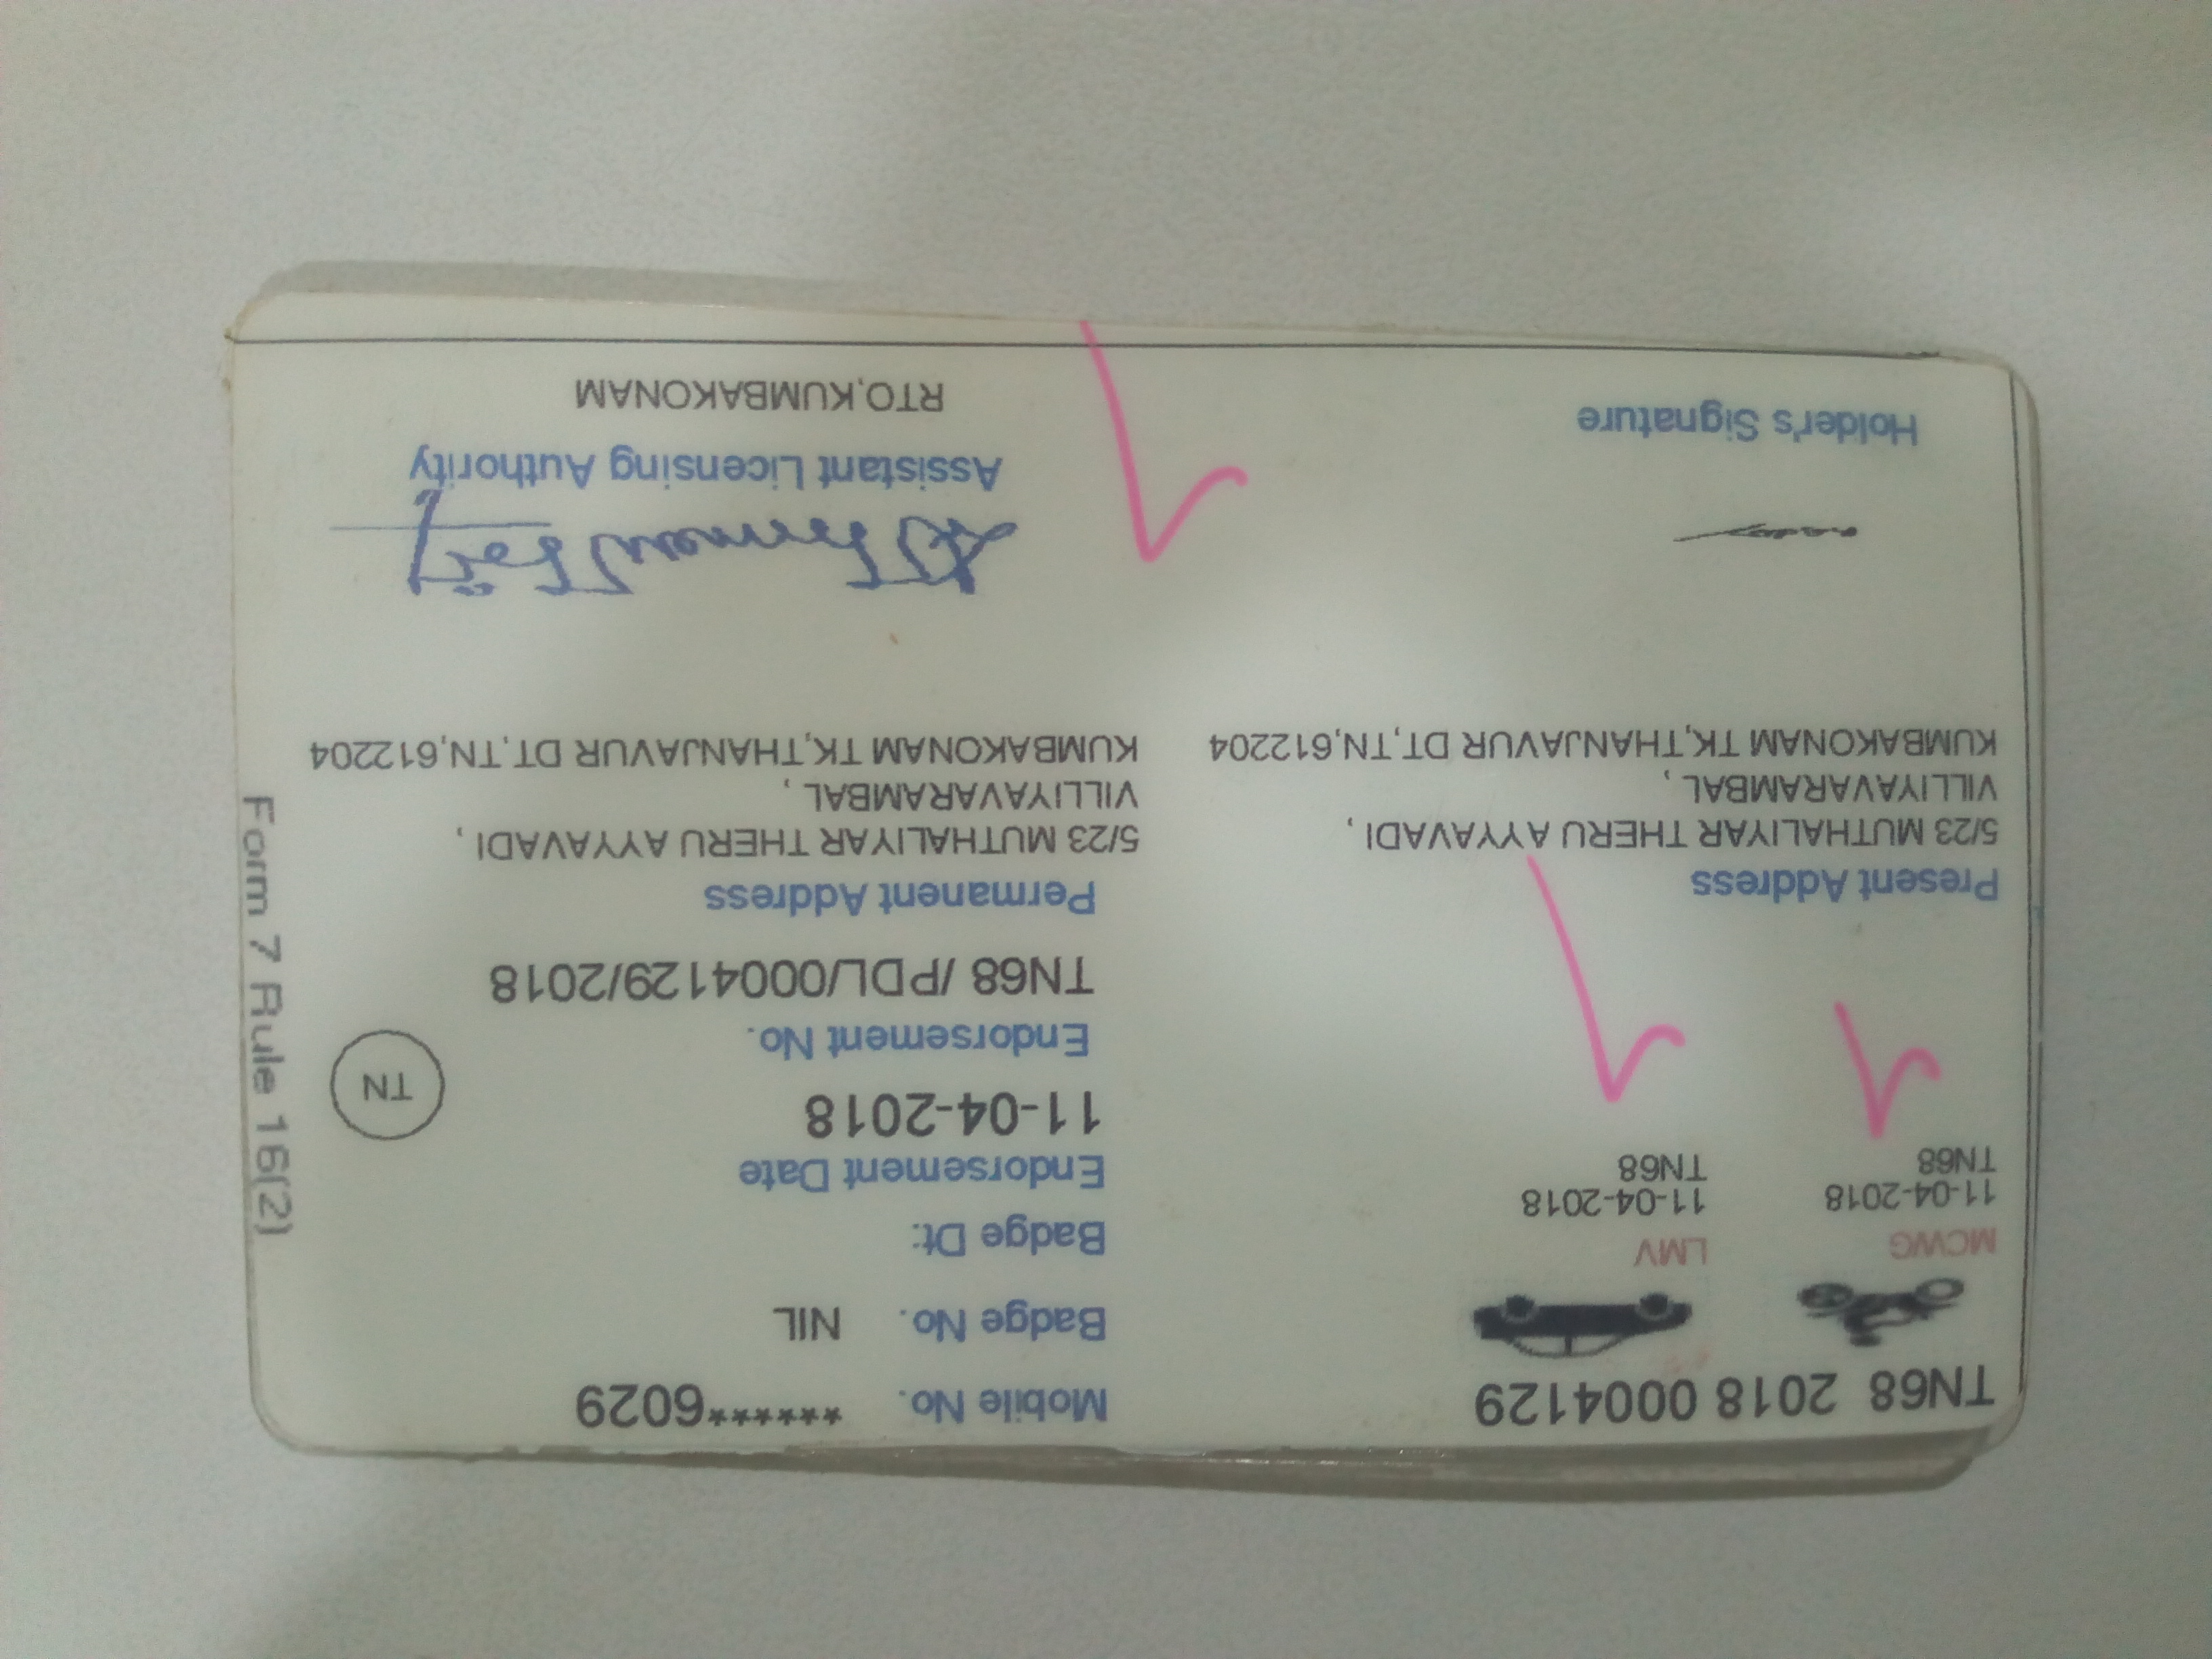 TN68 2018 0004129
MCWG
11-04-2018
TN68
LMV
11-04-2018
TN68
Present Address
5/23 MUTHALIYAR THERU AYYAVADI ,
VILLIYAVARAMBAL ,
KUMBAKONAM TK,THANJAVUR DT,TN,612204
Holder's Signature
Mobile No. ******6029
Badge No. NIL
Badge Dt:
Endorsement Date
11-04-2018
Endorsement No.
TN68 /PDL/0004129/2018
TN
Permanent Address
5/23 MUTHALIYAR THERU AYYAVADI ,
VILLIYAVARAMBAL ,
KUMBAKONAM TK,THANJAVUR DT,TN,612204
Assistant Licensing Authority
RTO,KUMBAKONAM
Form 7 Rule 16(2)